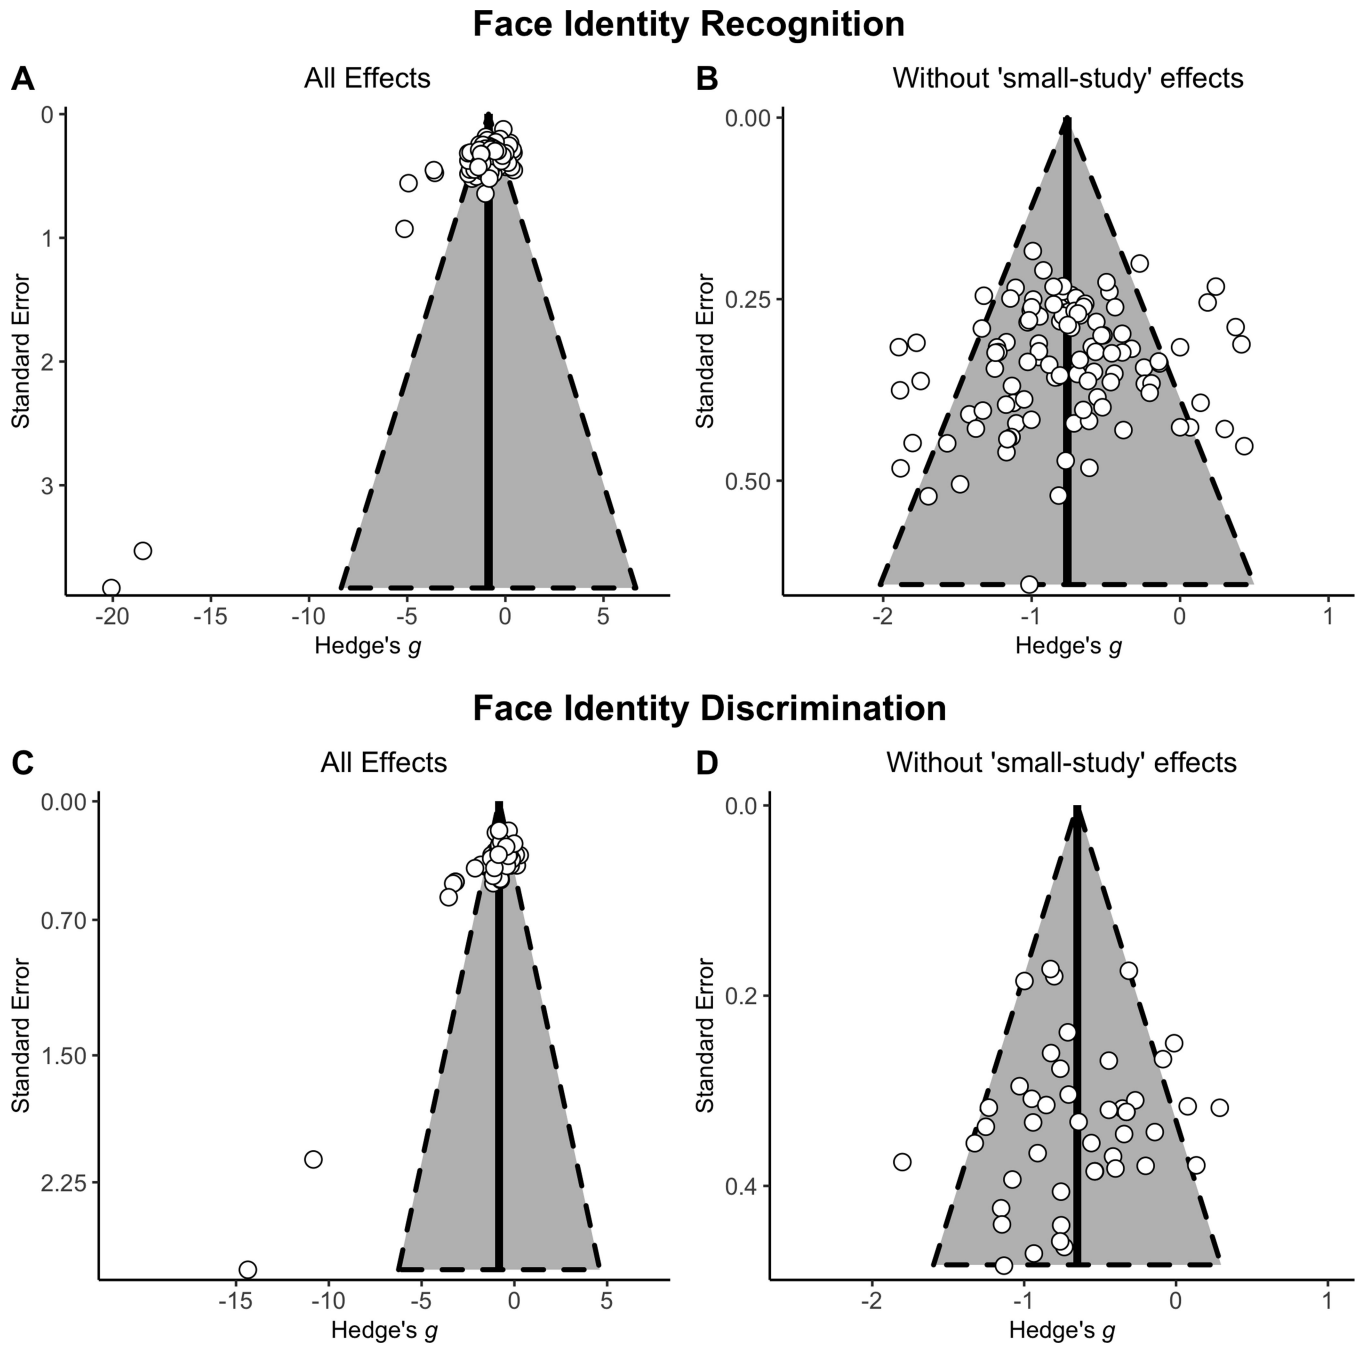 Face Identity Recognition
A
All Effects
B
Without 'small-study' effects
0
1
2
3
Standard Error
-20
-15
-10
-5
0
5
Hedge's g
0.00
0.25
0.50
Standard Error
-2
-1
0
1
Hedge's g
Face Identity Discrimination
C
All Effects
D
Without 'small-study' effects
0.00
0.70
1.50
2.25
Standard Error
-15
-10
-5
0
5
Hedge's g
0.0
0.2
0.4
Standard Error
-2
-1
0
1
Hedge's g